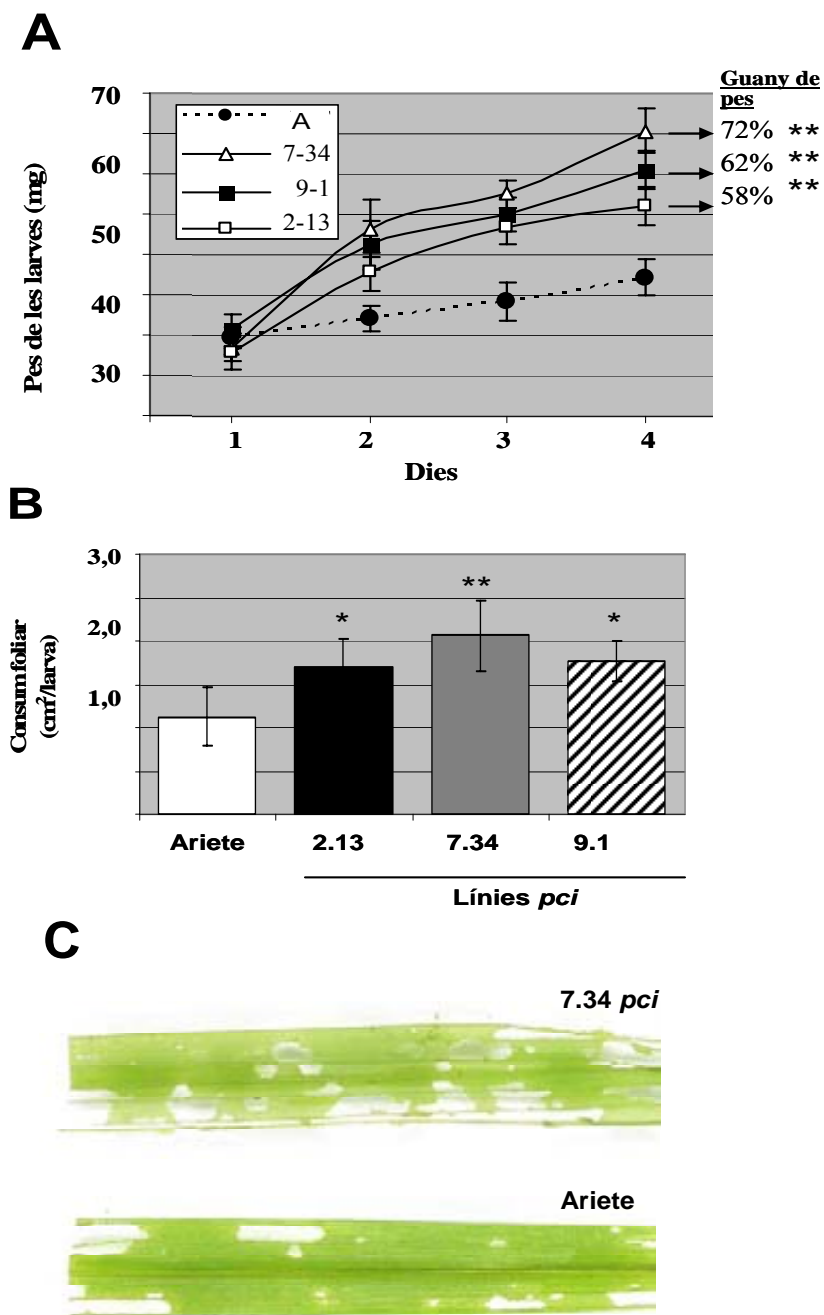 A
70
60
50
40
30
Pes de les larves (mg)
A
7-34
9-1
2-13
Guany de
pes
72% **
62% **
58% **
1 2 3 4
Dies
B
3,0
2,0
1,0
Consum foliar
(cm²/larva)
* ** *
Ariete 2.13 7.34 9.1
Línies pci
C
7.34 pci
Ariete